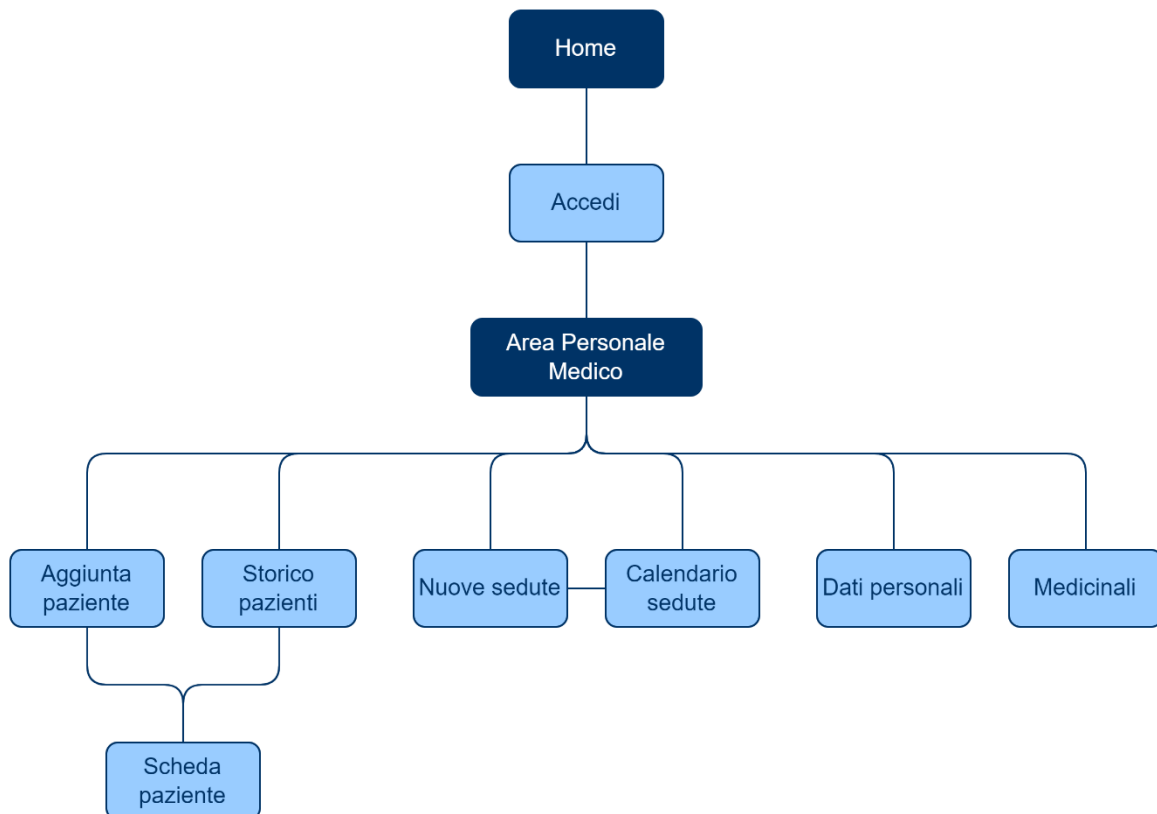 Home
Accedi
Area Personale
Medico
Aggiunta
paziente
Storico
pazienti
Nuove sedute
Calendario
sedute
Dati personali
Medicinali
Scheda
paziente